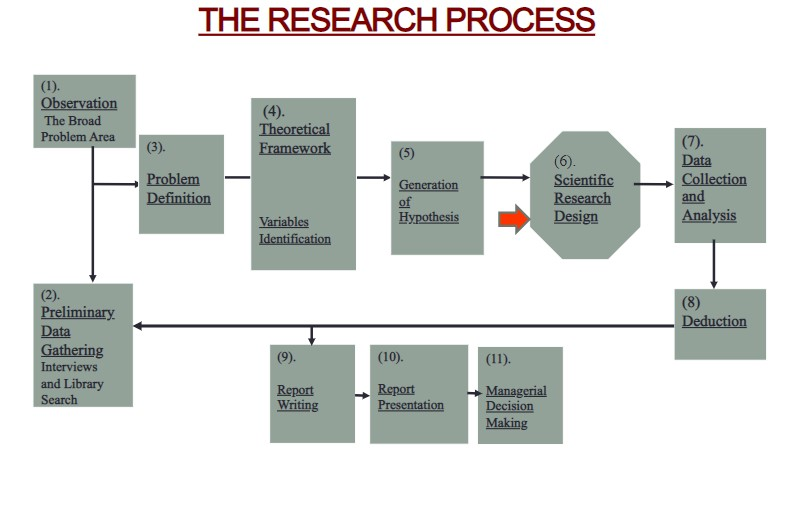 THE RESEARCH PROCESS
(1).
Observation
The Broad
Problem Area
(3).
Problem
Definition
(4).
Theoretical
Framework
Variables
Identification
(5)
Generation
of
Hypothesis
(6).
Scientific
Research
Design
(7).
Data
Collection
and
Analysis
(2).
Preliminary
Data
Gathering
Interviews
and Library
Search
(8)
Deduction
(9).
Report
Writing
(10).
Report
Presentation
(11).
Managerial
Decision
Making